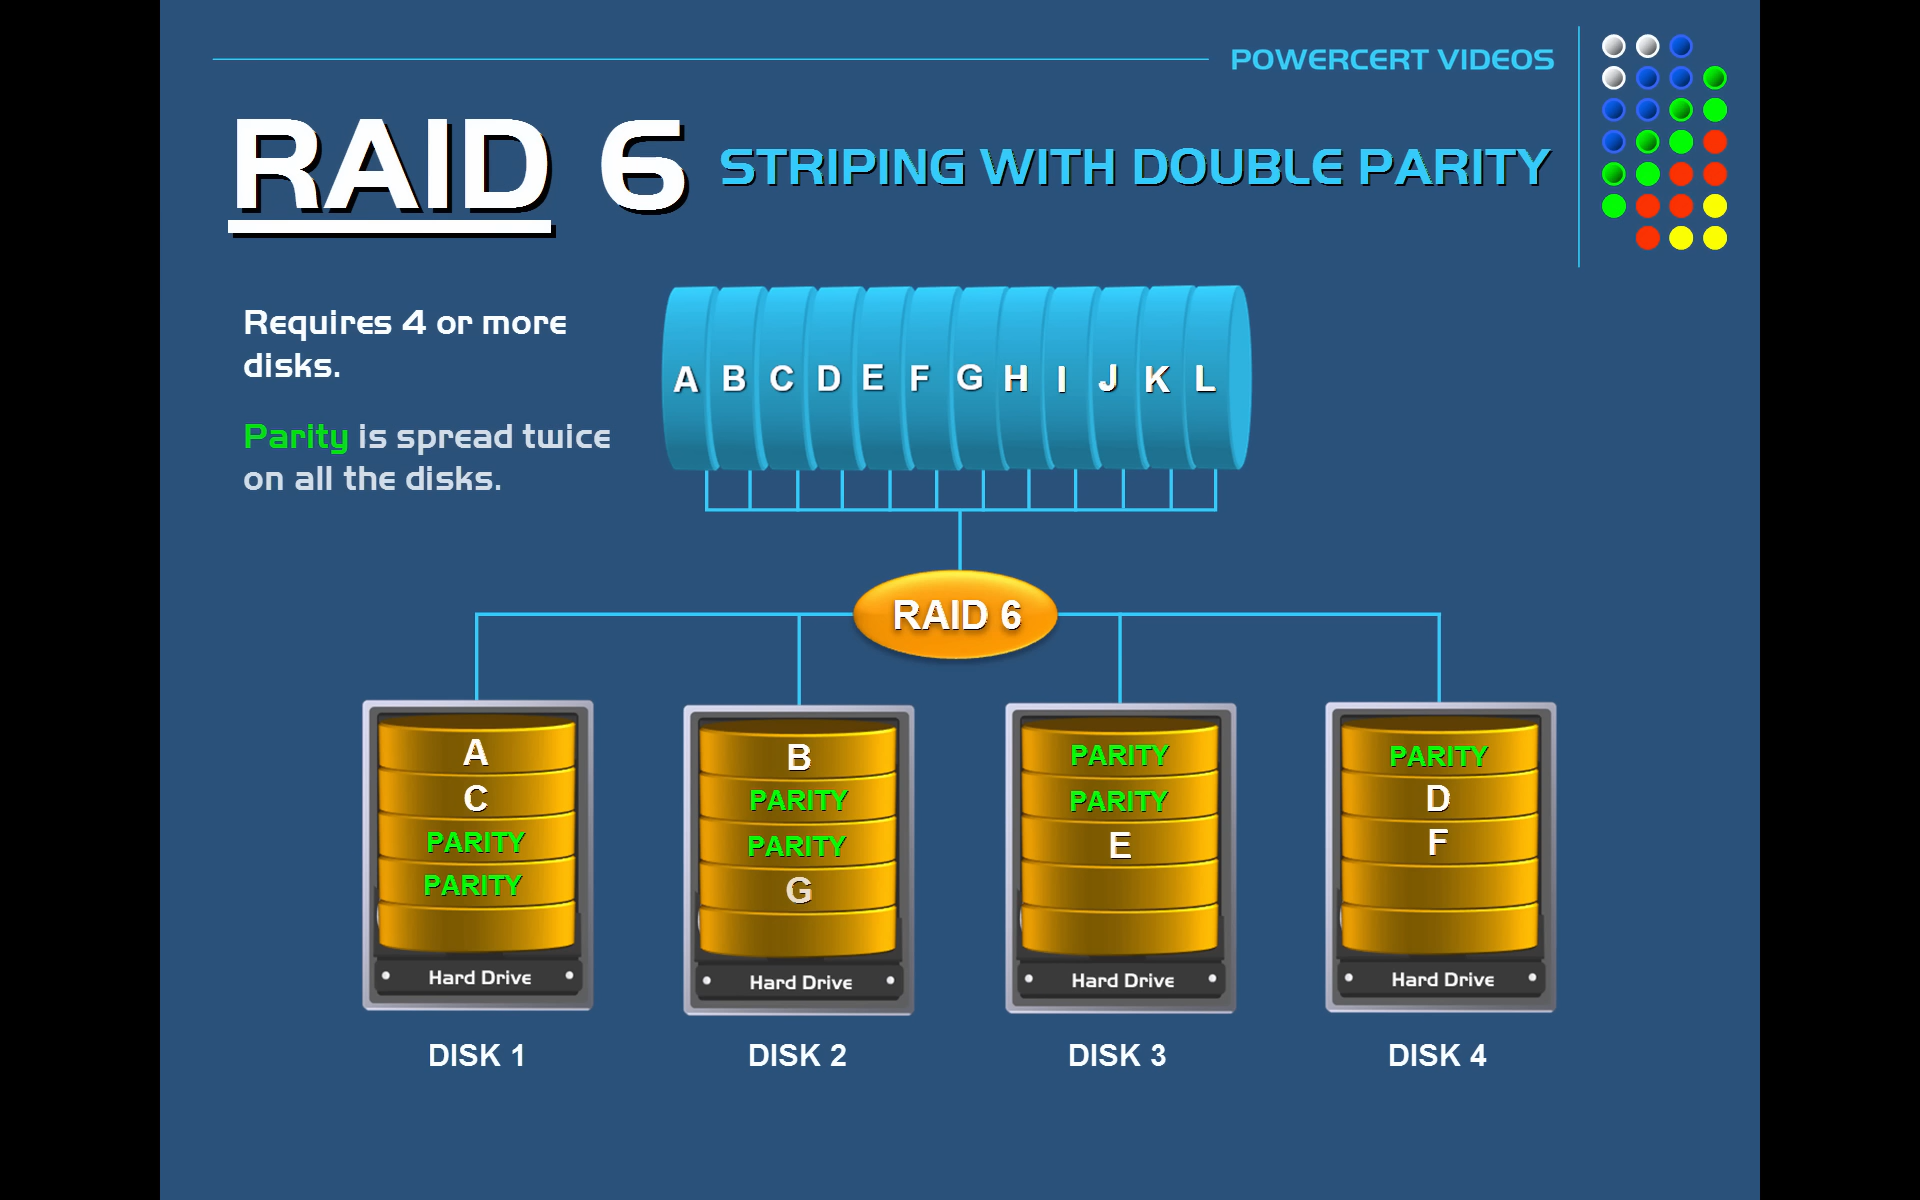 POWERCERT VIDEOS
RAID 6 STRIPING WITH DOUBLE PARITY
Requires 4 or more
disks.
Parity is spread twice
on all the disks.
A B C D E F G H I J K L
RAID 6
A
C
PARITY
PARITY
Hard Drive
DISK 1
B
PARITY
PARITY
G
Hard Drive
DISK 2
PARITY
PARITY
E
Hard Drive
DISK 3
PARITY
D
F
Hard Drive
DISK 4